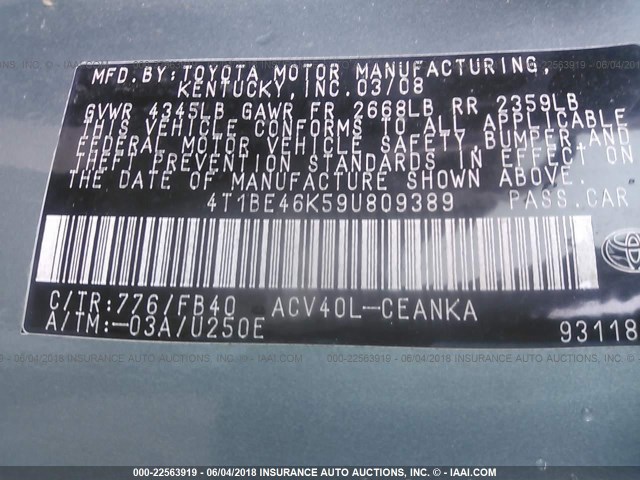 MFD. BY: TOYOTA MOTOR MANUFACTURING,
KENTUCKY, INC. 03/08
GVWR 4345LB GAWR FR 2668LB RR 2359LB
THIS VEHICLE CONFORMS TO ALL APPLICABLE
FEDERAL MOTOR VEHICLE SAFETY, BUMPER, AND
THEFT PREVENTION STANDARDS IN EFFECT ON
THE DATE OF MANUFACTURE SHOWN ABOVE.
4T1BE46K59U809389 PASS. CAR
C/TR: 776/FB40 ACV40L-CEANKA
A/TM: -03A/U250E 93118
000-22563919 - 06/04/2018 INSURANCE AUTO AUCTIONS, INC. - © IAAI.COM